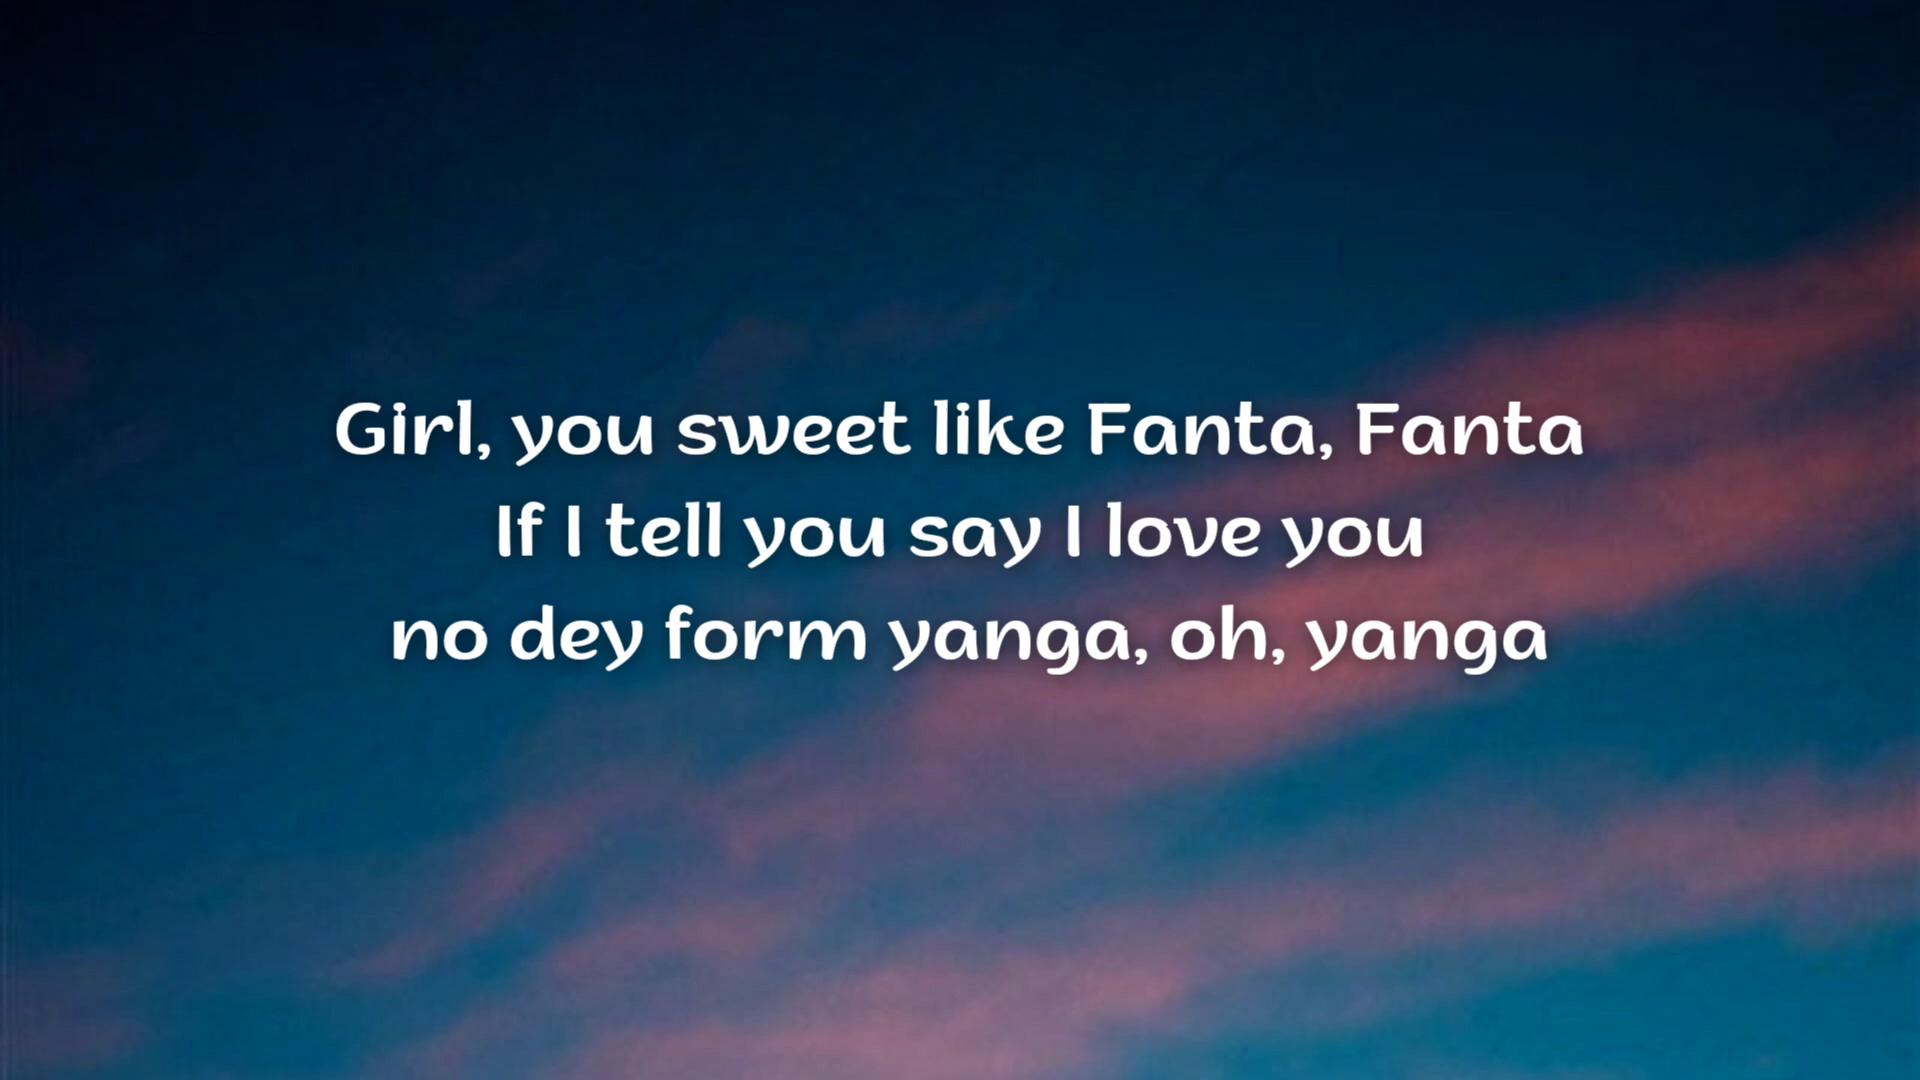 Girl, you sweet like Fanta, Fanta
If I tell you say I love you
no dey form yanga, oh, yanga